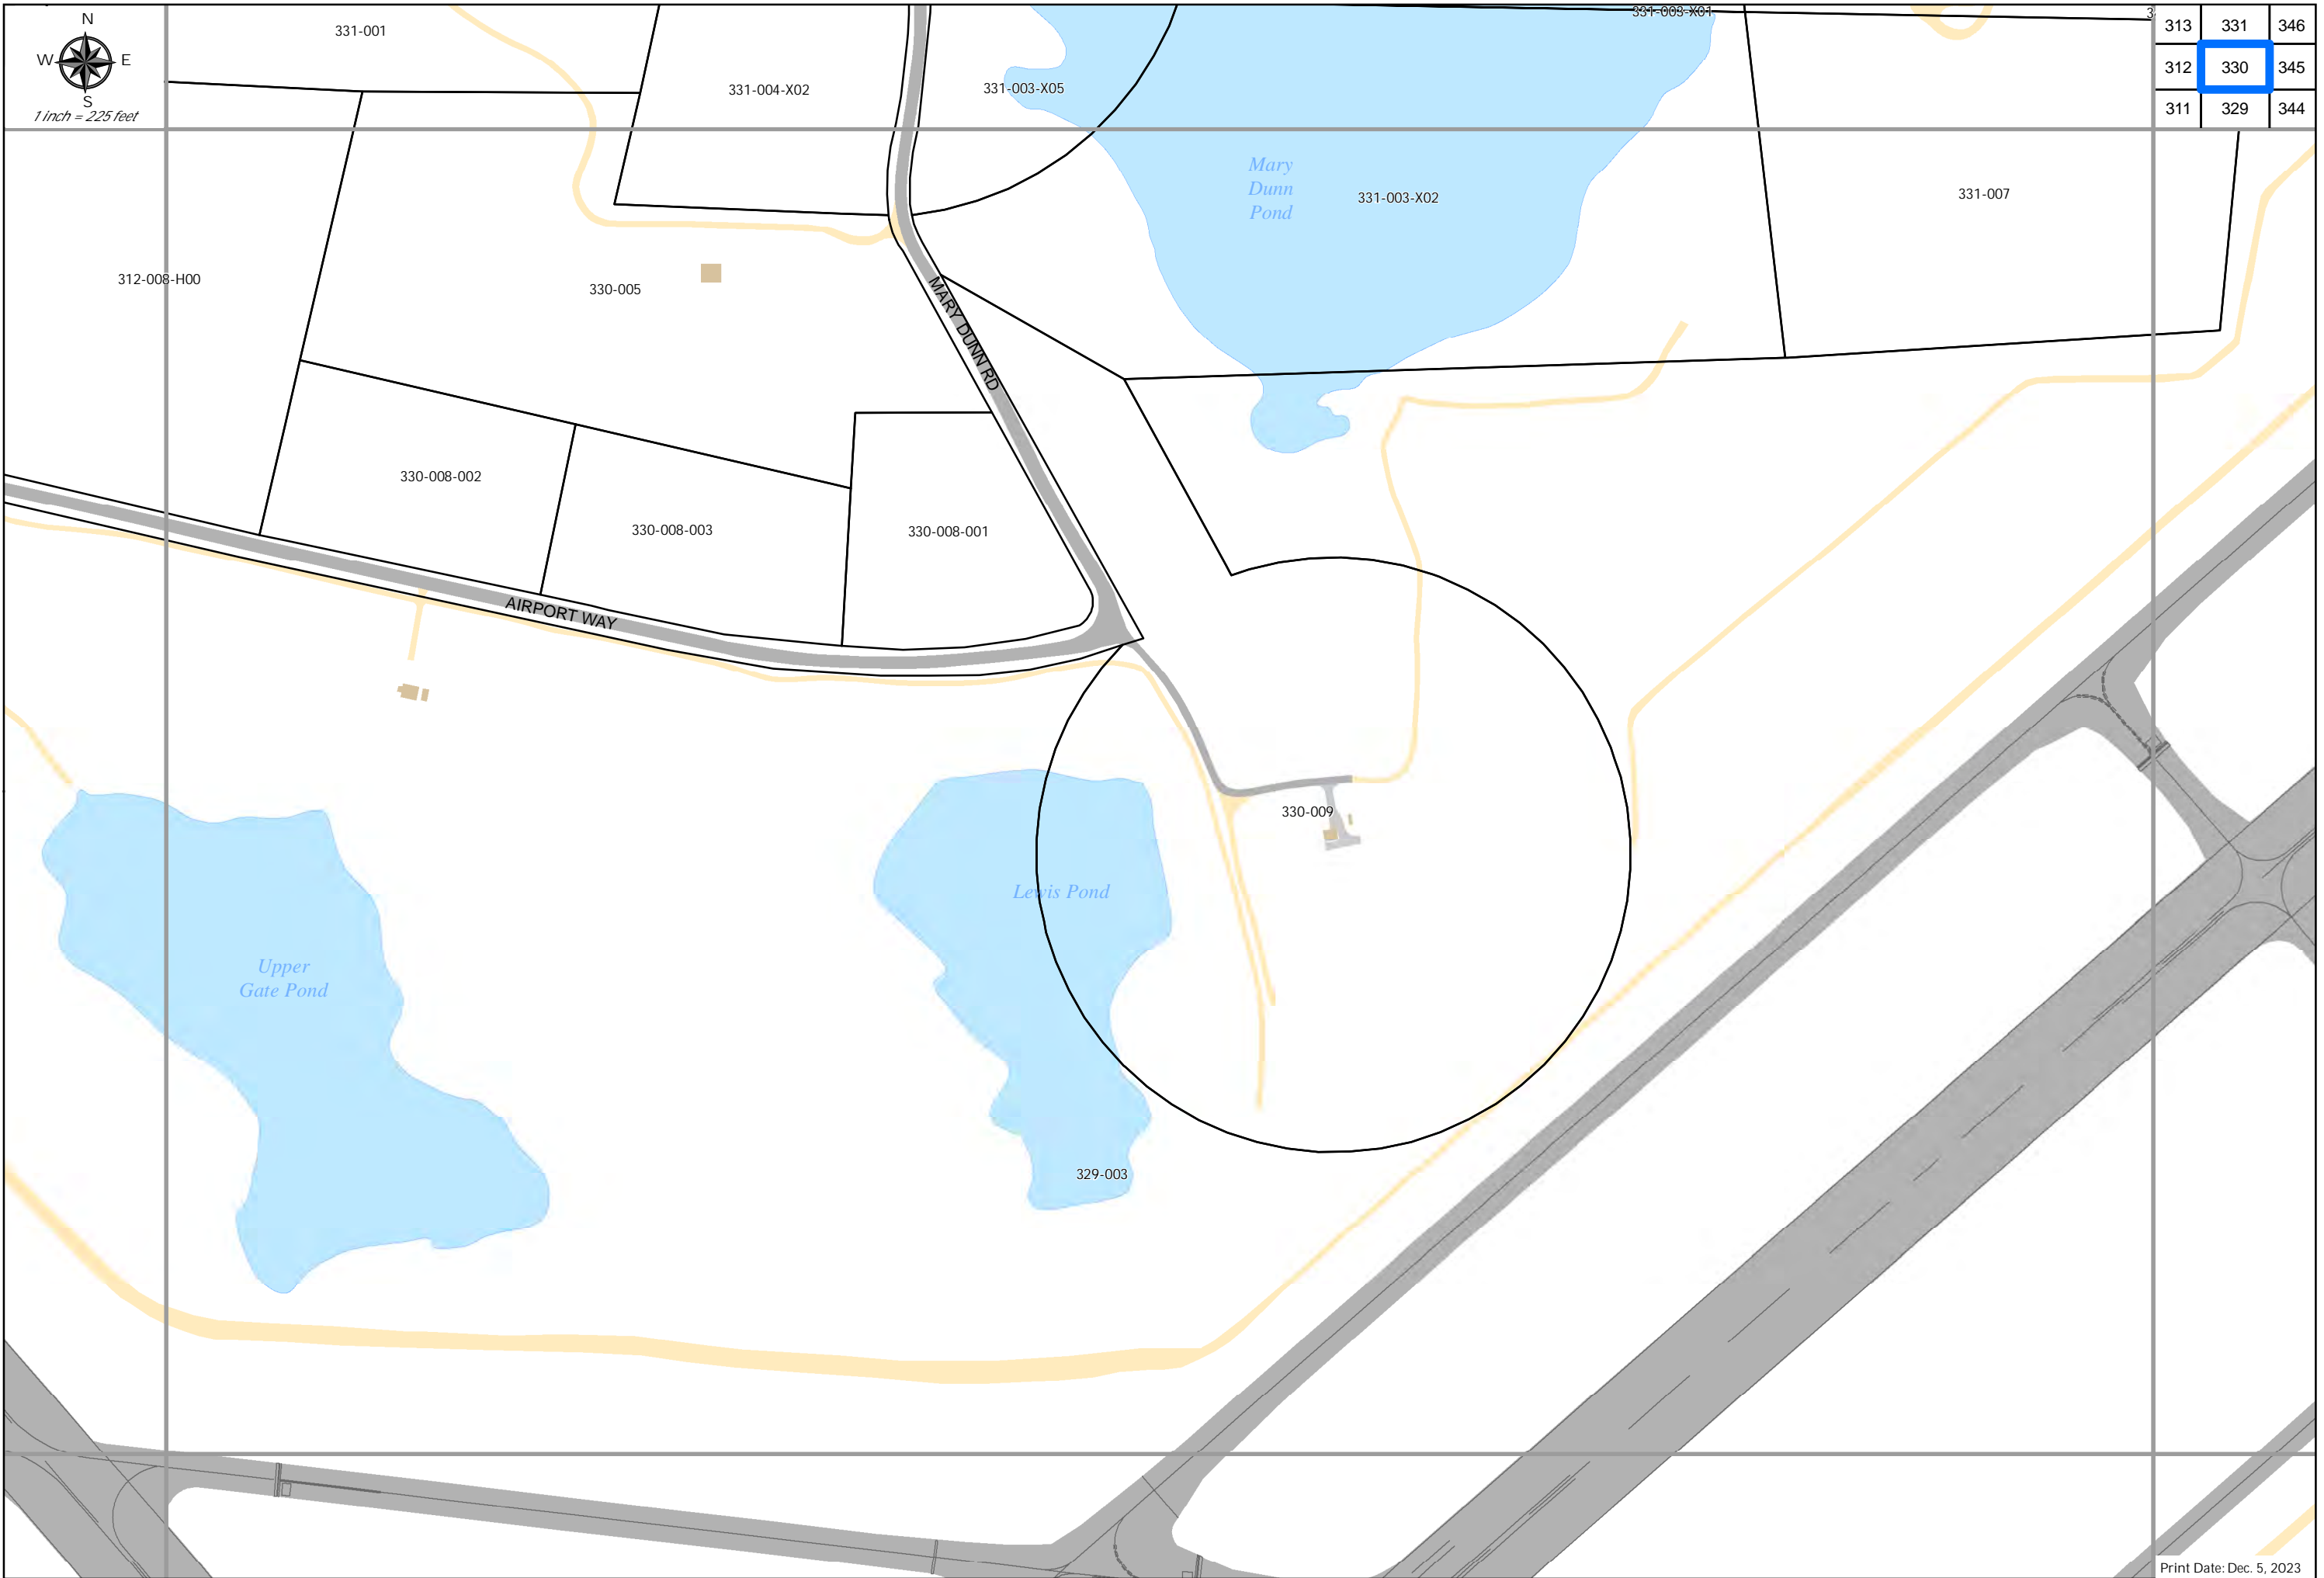 N
W E
S
1 inch = 225 feet
331-001
331-004-X02
331-003-X05
331-003-X01
3
313 331 346
312 330 345
311 329 344
Mary
Dunn
Pond
331-003-X02
331-007
312-008-H00
330-005
MARY DUNN RD
330-008-002
330-008-003
330-008-001
AIRPORT WAY
330-009
Lewis Pond
Upper
Gate Pond
329-003
Print Date: Dec. 5, 2023